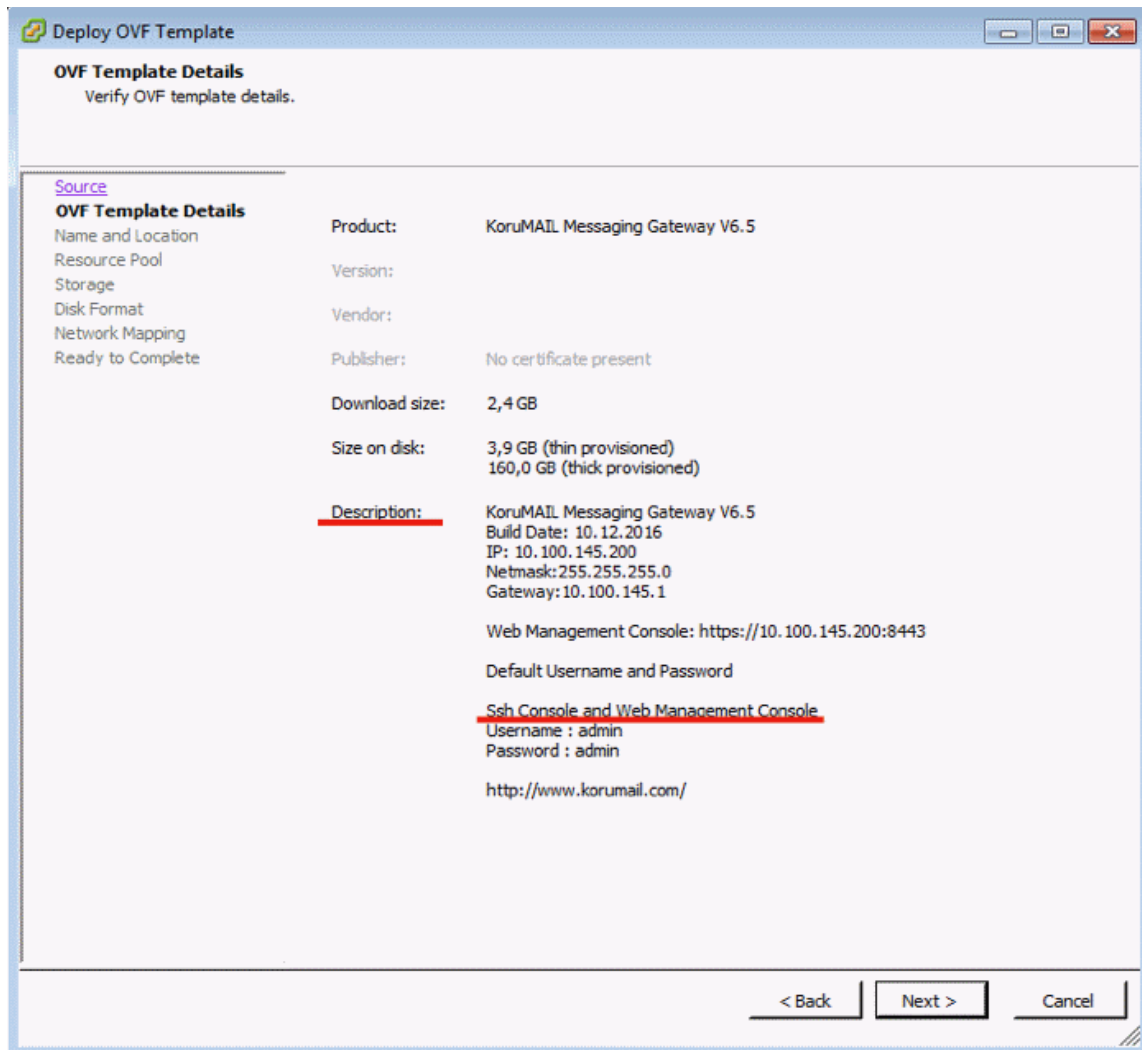 Deploy OVF Template
OVF Template Details
Verify OVF template details.
Source
OVF Template Details
Name and Location
Resource Pool
Storage
Disk Format
Network Mapping
Ready to Complete
Product: KoruMAIL Messaging Gateway V6.5
Version:
Vendor:
Publisher: No certificate present
Download size: 2,4 GB
Size on disk: 3,9 GB (thin provisioned)
160,0 GB (thick provisioned)
Description: KoruMAIL Messaging Gateway V6.5
Build Date: 10.12.2016
IP: 10.100.145.200
Netmask:255.255.255.0
Gateway:10.100.145.1
Web Management Console: https://10.100.145.200:8443
Default Username and Password
Ssh Console and Web Management Console
Username : admin
Password : admin
http://www.korumail.com/
< Back Next > Cancel